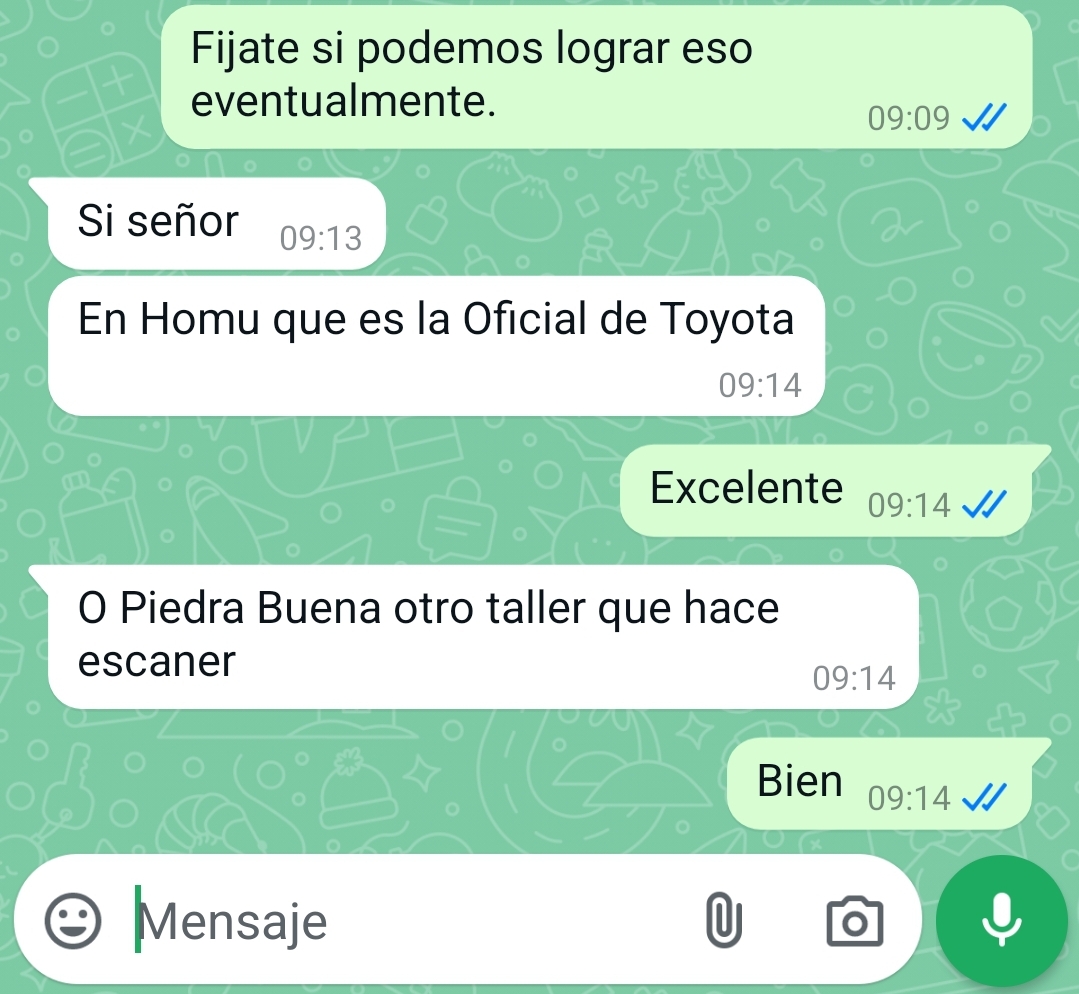 Fijate si podemos lograr eso
eventualmente.
09:09
Si señor
09:13
En Homu que es la Oficial de Toyota
09:14
Excelente
09:14
O Piedra Buena otro taller que hace
escaner
09:14
Bien
09:14
Mensaje